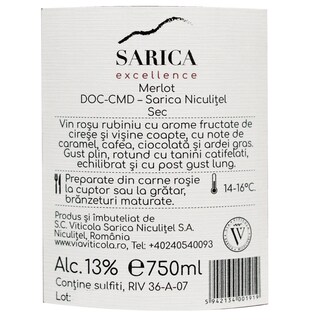 SARICA
excellence
Merlot
DOC-CMD – Sarica Niculițel
Sec
Vin roșu rubiniu cu arome fructate de
cireșe și vișine coapte, cu note de
caramel, cafea, ciocolată și ardei gras.
Gust plin, rotund cu tanini catifelați,
echilibrat și cu post gust lung.
Preparate din carne roșie
la cuptor sau la grătar,
brânzeturi maturate.
14-16°C.
Produs și îmbuteliat de
S.C. Viticola Sarica Niculițel S.A.
Niculițel, România
www.viaviticola.ro, Tel: +40240540093
Alc. 13% e 750ml
Conține sulfiți, RIV 36-A-07
Lot: